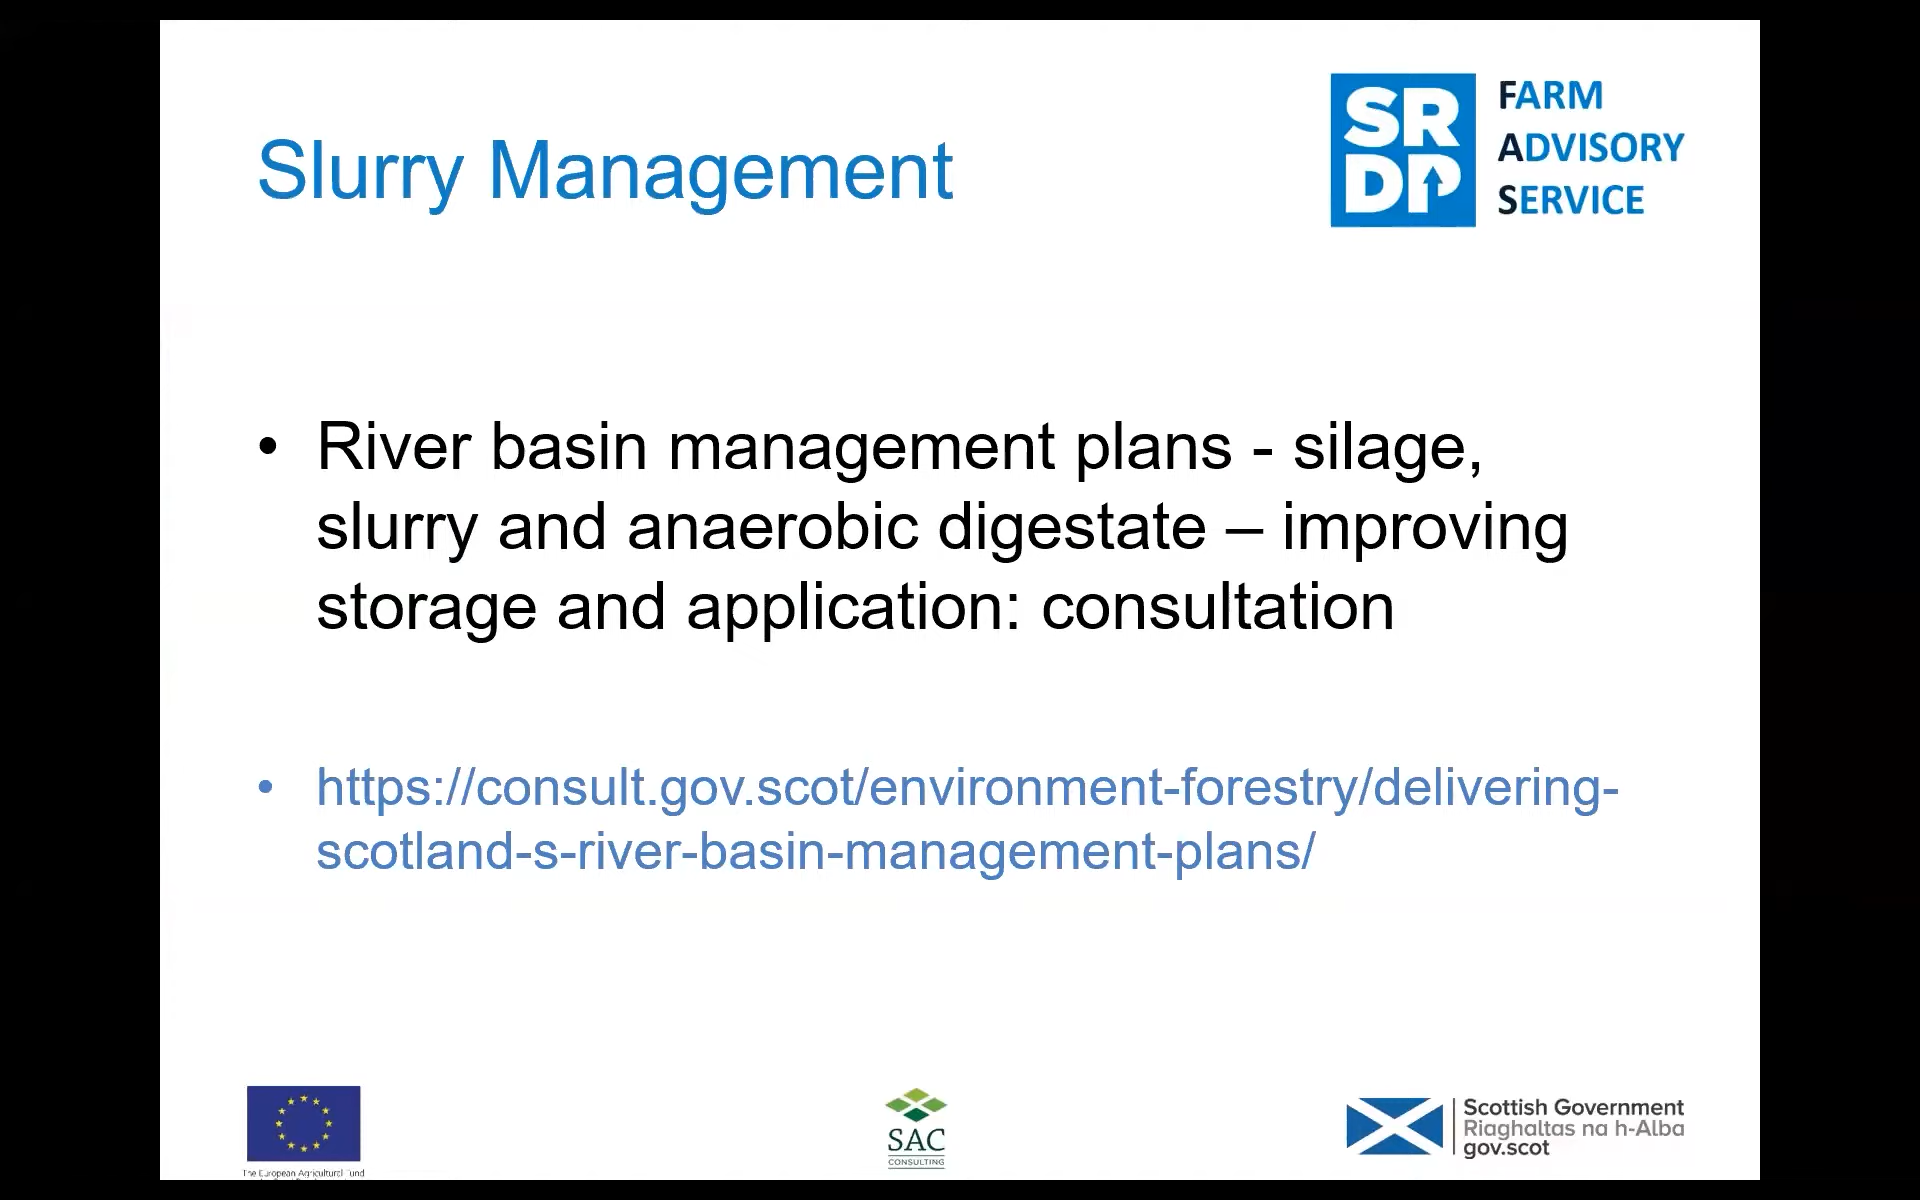 Slurry Management
SR
DP
FARM
ADVISORY
SERVICE
• River basin management plans - silage,
slurry and anaerobic digestate – improving
storage and application: consultation
• https://consult.gov.scot/environment-forestry/delivering-
scotland-s-river-basin-management-plans/
The European Agricultural Fund
SAC
CONSULTING
Scottish Government
Riaghaltas na h-Alba
gov.scot